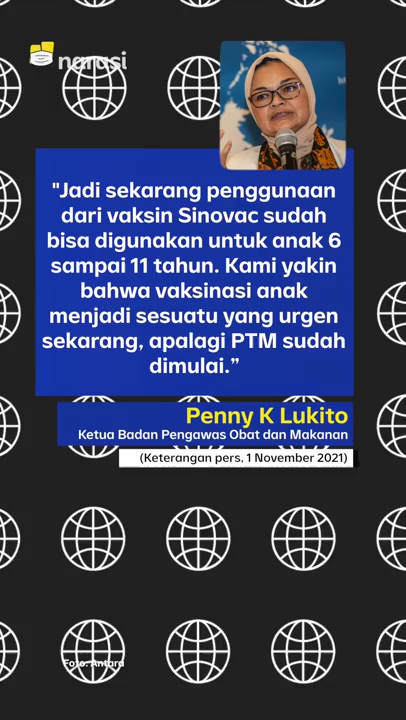 narasi
"Jadi sekarang penggunaan
dari vaksin Sinovac sudah
bisa digunakan untuk anak 6
sampai 11 tahun. Kami yakin
bahwa vaksinasi anak
menjadi sesuatu yang urgen
sekarang, apalagi PTM sudah
dimulai.”
Penny K Lukito
Ketua Badan Pengawas Obat dan Makanan
(Keterangan pers, 1 November 2021)
Foto: Antara